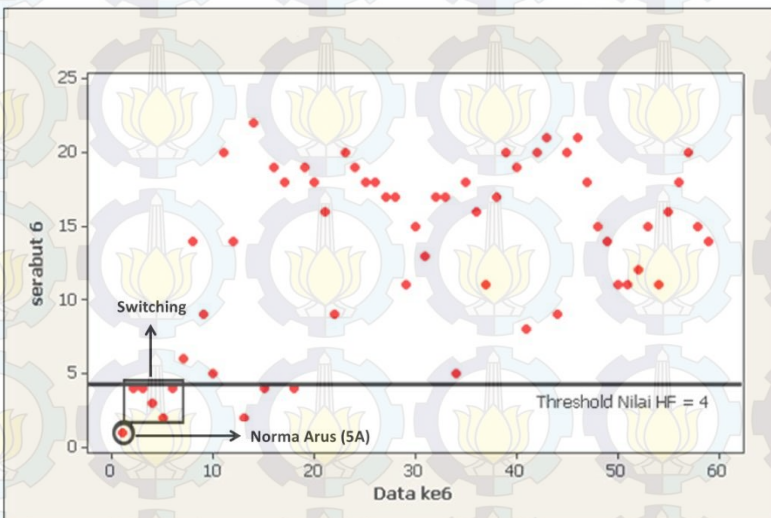 25
20
15
10
5
0
serabut 6
Switching
Threshold Nilai HF = 4
Norma Arus (5A)
0 10 20 30 40 50 60
Data ke6